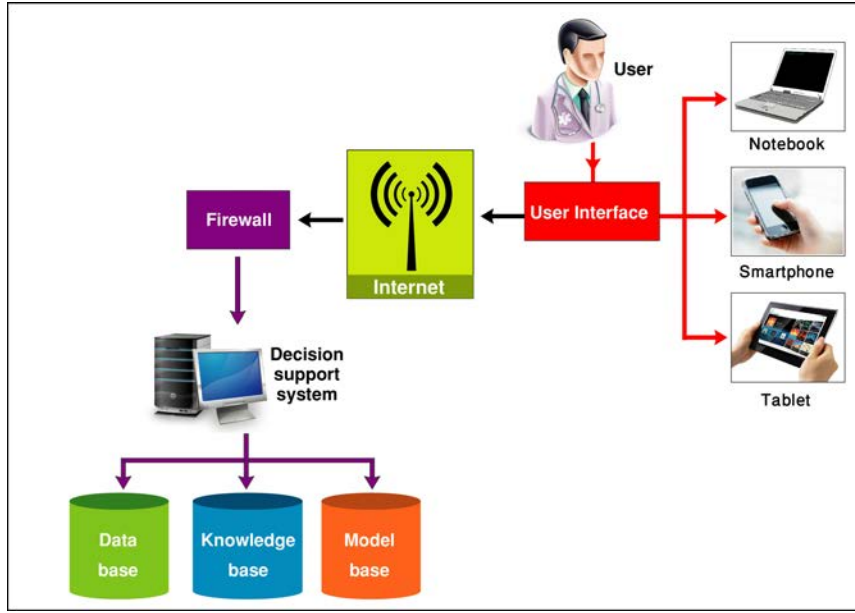 User
Notebook
Firewall
User Interface
Internet
Smartphone
Decision
support
system
Tablet
Data
base
Knowledge
base
Model
base